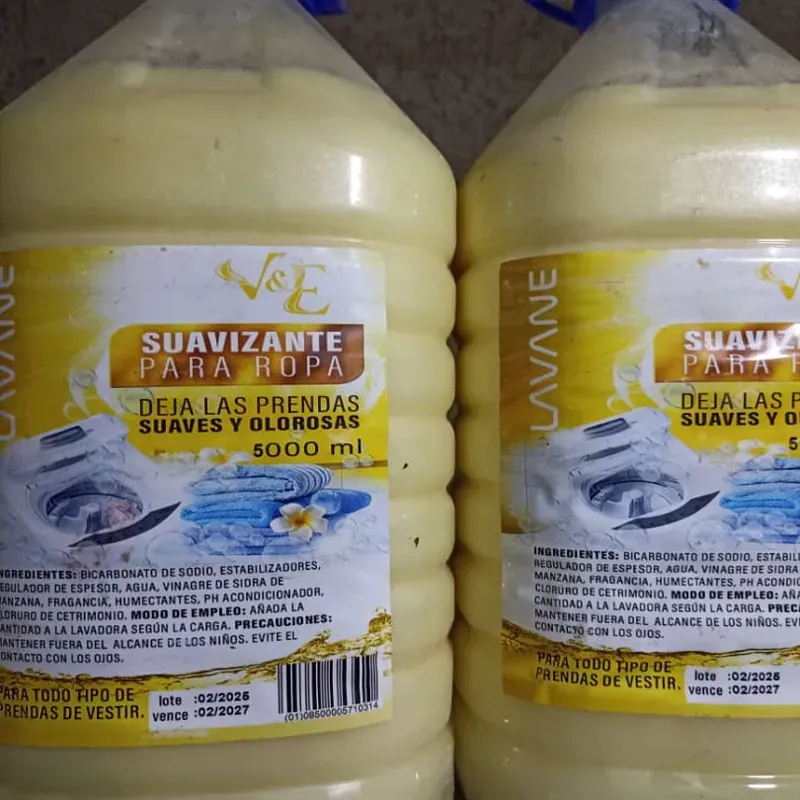 LAVANE
V&E
SUAVIZANTE
PARA ROPA
DEJA LAS PRENDAS
SUAVES Y OLOROSAS
5000 ml
NGREDIENTES: BICARBONATO DE SODIO, ESTABILIZADORES,
REGULADOR DE ESPESOR, AGUA, VINAGRE DE SIDRA DE
MANZANA, FRAGANCIA, HUMECTANTES, PH ACONDICIONADOR,
CLORURO DE CETRIMONIO. MODO DE EMPLEO: AÑADA LA
CANTIDAD A LA LAVADORA SEGÚN LA CARGA. PRECAUCIONES:
MANTENER FUERA DEL ALCANCE DE LOS NIÑOS. EVITE EL
CONTACTO CON LOS OJOS.
PARA TODO TIPO DE
PRENDAS DE VESTIR.
lote :02/2025
vence :02/2027
(01)08500005710314
LAVANE
SUAVIZ
PARA
DEJA LAS P
SUAVES Y OL
5
INGREDIENTES: BICARBONATO DE SODIO, ESTABIL
REGULADOR DE ESPESOR, AGUA, VINAGRE DE SIDRA
MANZANA, FRAGANCIA, HUMECTANTES, PH ACONDIC
CLORURO DE CETRIMONIO. MODO DE EMPLEO: AÑA
CANTIDAD A LA LAVADORA SEGÚN LA CARGA. PRECA
MANTENER FUERA DEL ALCANCE DE LOS NIÑOS. EVI
CONTACTO CON LOS OJOS.
PARA TODO TIPO DE
PRENDAS DE VESTIR.
lote :02/2025
vence :02/2027